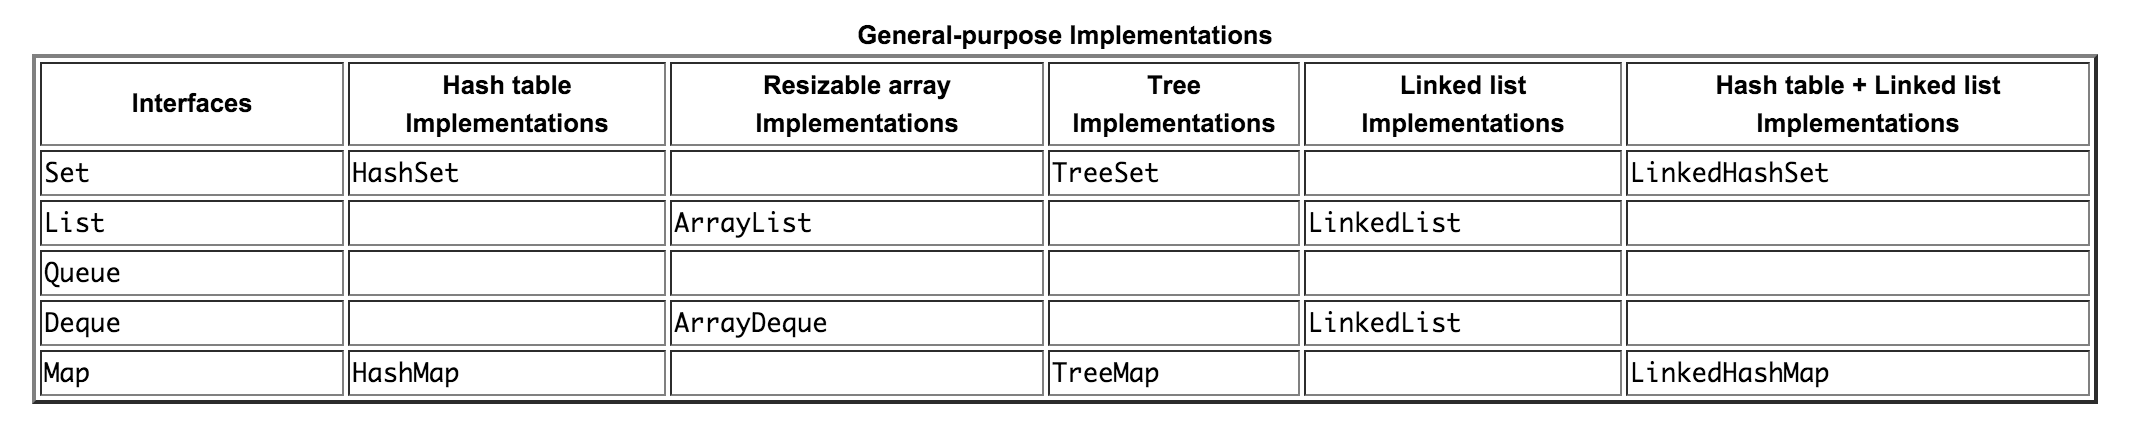 General-purpose Implementations
Interfaces Hash table Implementations Resizable array Implementations Tree Implementations Linked list Implementations Hash table + Linked list Implementations
Set HashSet TreeSet LinkedHashSet
List ArrayList LinkedList
Queue
Deque ArrayDeque LinkedList
Map HashMap TreeMap LinkedHashMap